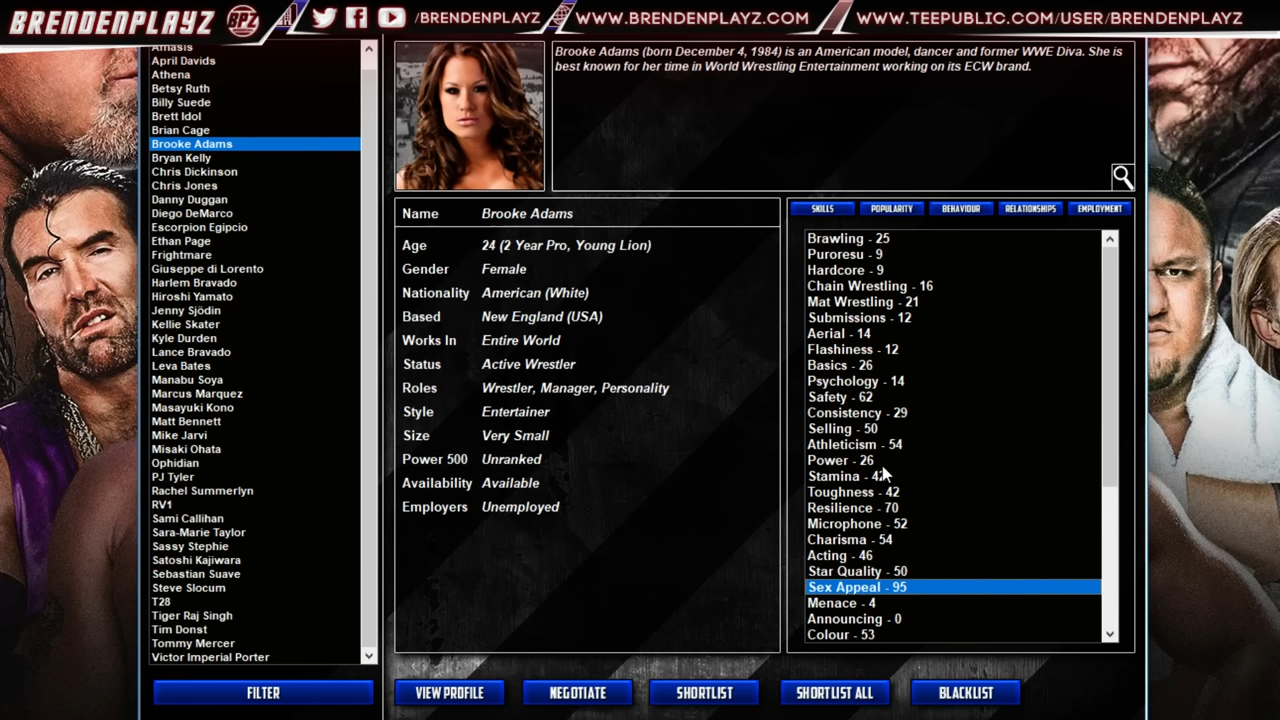 BRENDENPLAYZ BPZ /BRENDENPLAYZ WWW.BRENDENPLAYZ.COM WWW.TEEPUBLIC.COM/USER/BRENDENPLAYZ
Amasis
April Davids
Athena
Betsy Ruth
Billy Suede
Brett Idol
Brian Cage
Brooke Adams
Bryan Kelly
Chris Dickinson
Chris Jones
Danny Duggan
Diego DeMarco
Escorpion Egipcio
Ethan Page
Frightmare
Giuseppe di Lorento
Harlem Bravado
Hiroshi Yamato
Jenny Sjödin
Kellie Skater
Kyle Durden
Lance Bravado
Leva Bates
Manabu Soya
Marcus Marquez
Masayuki Kono
Matt Bennett
Mike Jarvi
Misaki Ohata
Ophidian
PJ Tyler
Rachel Summerlyn
RV1
Sami Callihan
Sara-Marie Taylor
Sassy Stephie
Satoshi Kajiwara
Sebastian Suave
Steve Slocum
T28
Tiger Raj Singh
Tim Donst
Tommy Mercer
Victor Imperial Porter
FILTER
Brooke Adams (born December 4, 1984) is an American model, dancer and former WWE Diva. She is
best known for her time in World Wrestling Entertainment working on its ECW brand.
Name Brooke Adams
Age 24 (2 Year Pro, Young Lion)
Gender Female
Nationality American (White)
Based New England (USA)
Works In Entire World
Status Active Wrestler
Roles Wrestler, Manager, Personality
Style Entertainer
Size Very Small
Power 500 Unranked
Availability Available
Employers Unemployed
SKILLS POPULARITY BEHAVIOUR RELATIONSHIPS EMPLOYMENT
Brawling - 25
Puroresu - 9
Hardcore - 9
Chain Wrestling - 16
Mat Wrestling - 21
Submissions - 12
Aerial - 14
Flashiness - 12
Basics - 26
Psychology - 14
Safety - 62
Consistency - 29
Selling - 50
Athleticism - 54
Power - 26
Stamina - 42
Toughness - 42
Resilience - 70
Microphone - 52
Charisma - 54
Acting - 46
Star Quality - 50
Sex Appeal - 95
Menace - 4
Announcing - 0
Colour - 53
VIEW PROFILE NEGOTIATE SHORTLIST SHORTLIST ALL BLACKLIST